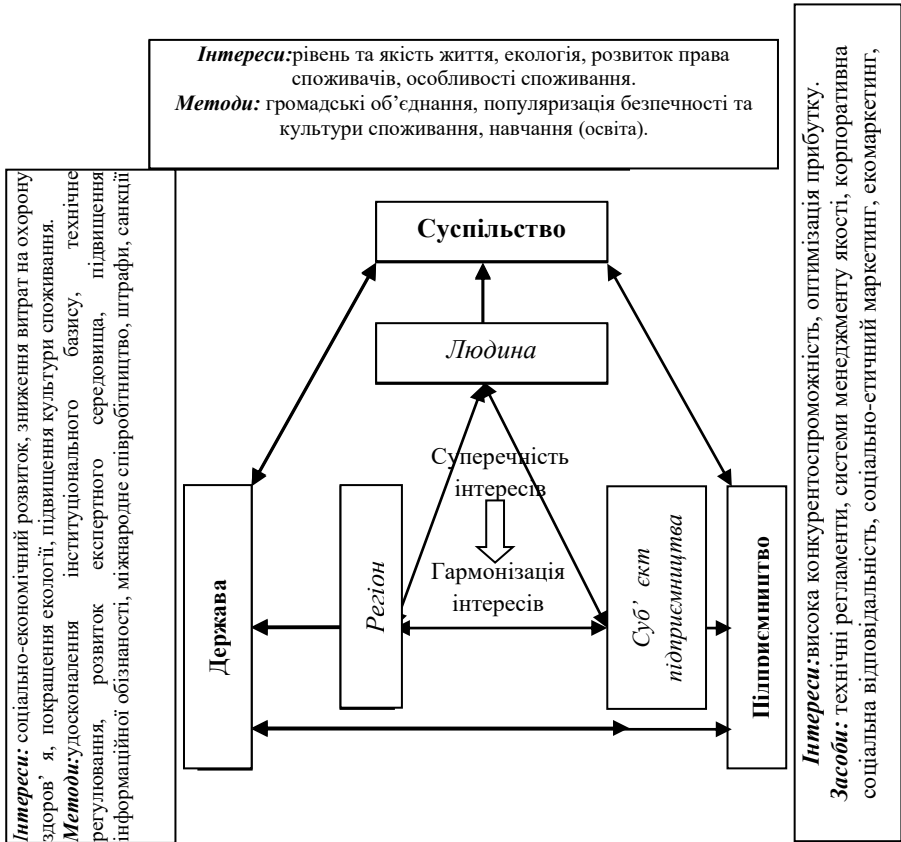 Інтереси:рівень та якість життя, екологія, розвиток права
споживачів, особливості споживання.
Методи: громадські об’єднання, популяризація безпечності та
культури споживання, навчання (освіта).
Інтереси: соціально-економічний розвиток, зниження витрат на охорону
здоров’ я, покращення екології, підвищення культури споживання.
Методи:удосконалення інституціонального базису, технічне
регулювання, розвиток експертного середовища, підвищення
інформаційної обізнаності, міжнародне співробітництво, штрафи, санкції
Суспільство
Людина
Суперечність
інтересів
Гармонізація
інтересів
Держава
Регіон
Суб’ єкт
підприємництва
Підприємництво
Інтереси:висока конкурентоспроможність, оптимізація прибутку.
Засоби: технічні регламенти, системи менеджменту якості, корпоративна
соціальна відповідальність, соціально-етичний маркетинг, екомаркетинг,